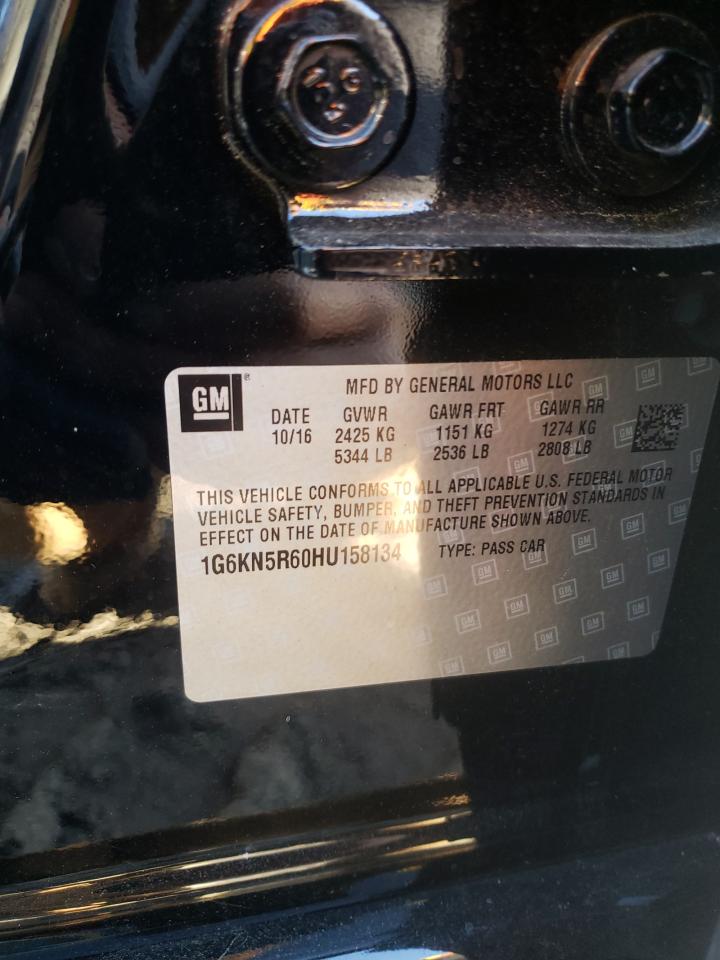 GM ®
MFD BY GENERAL MOTORS LLC
DATE GVWR GAWR FRT GAWR RR
10/16 2425 KG 1151 KG 1274 KG
5344 LB 2536 LB 2808 LB
THIS VEHICLE CONFORMS TO ALL APPLICABLE U.S. FEDERAL MOTOR
VEHICLE SAFETY, BUMPER, AND THEFT PREVENTION STANDARDS IN
EFFECT ON THE DATE OF MANUFACTURE SHOWN ABOVE.
1G6KN5R60HU158134 TYPE: PASS CAR